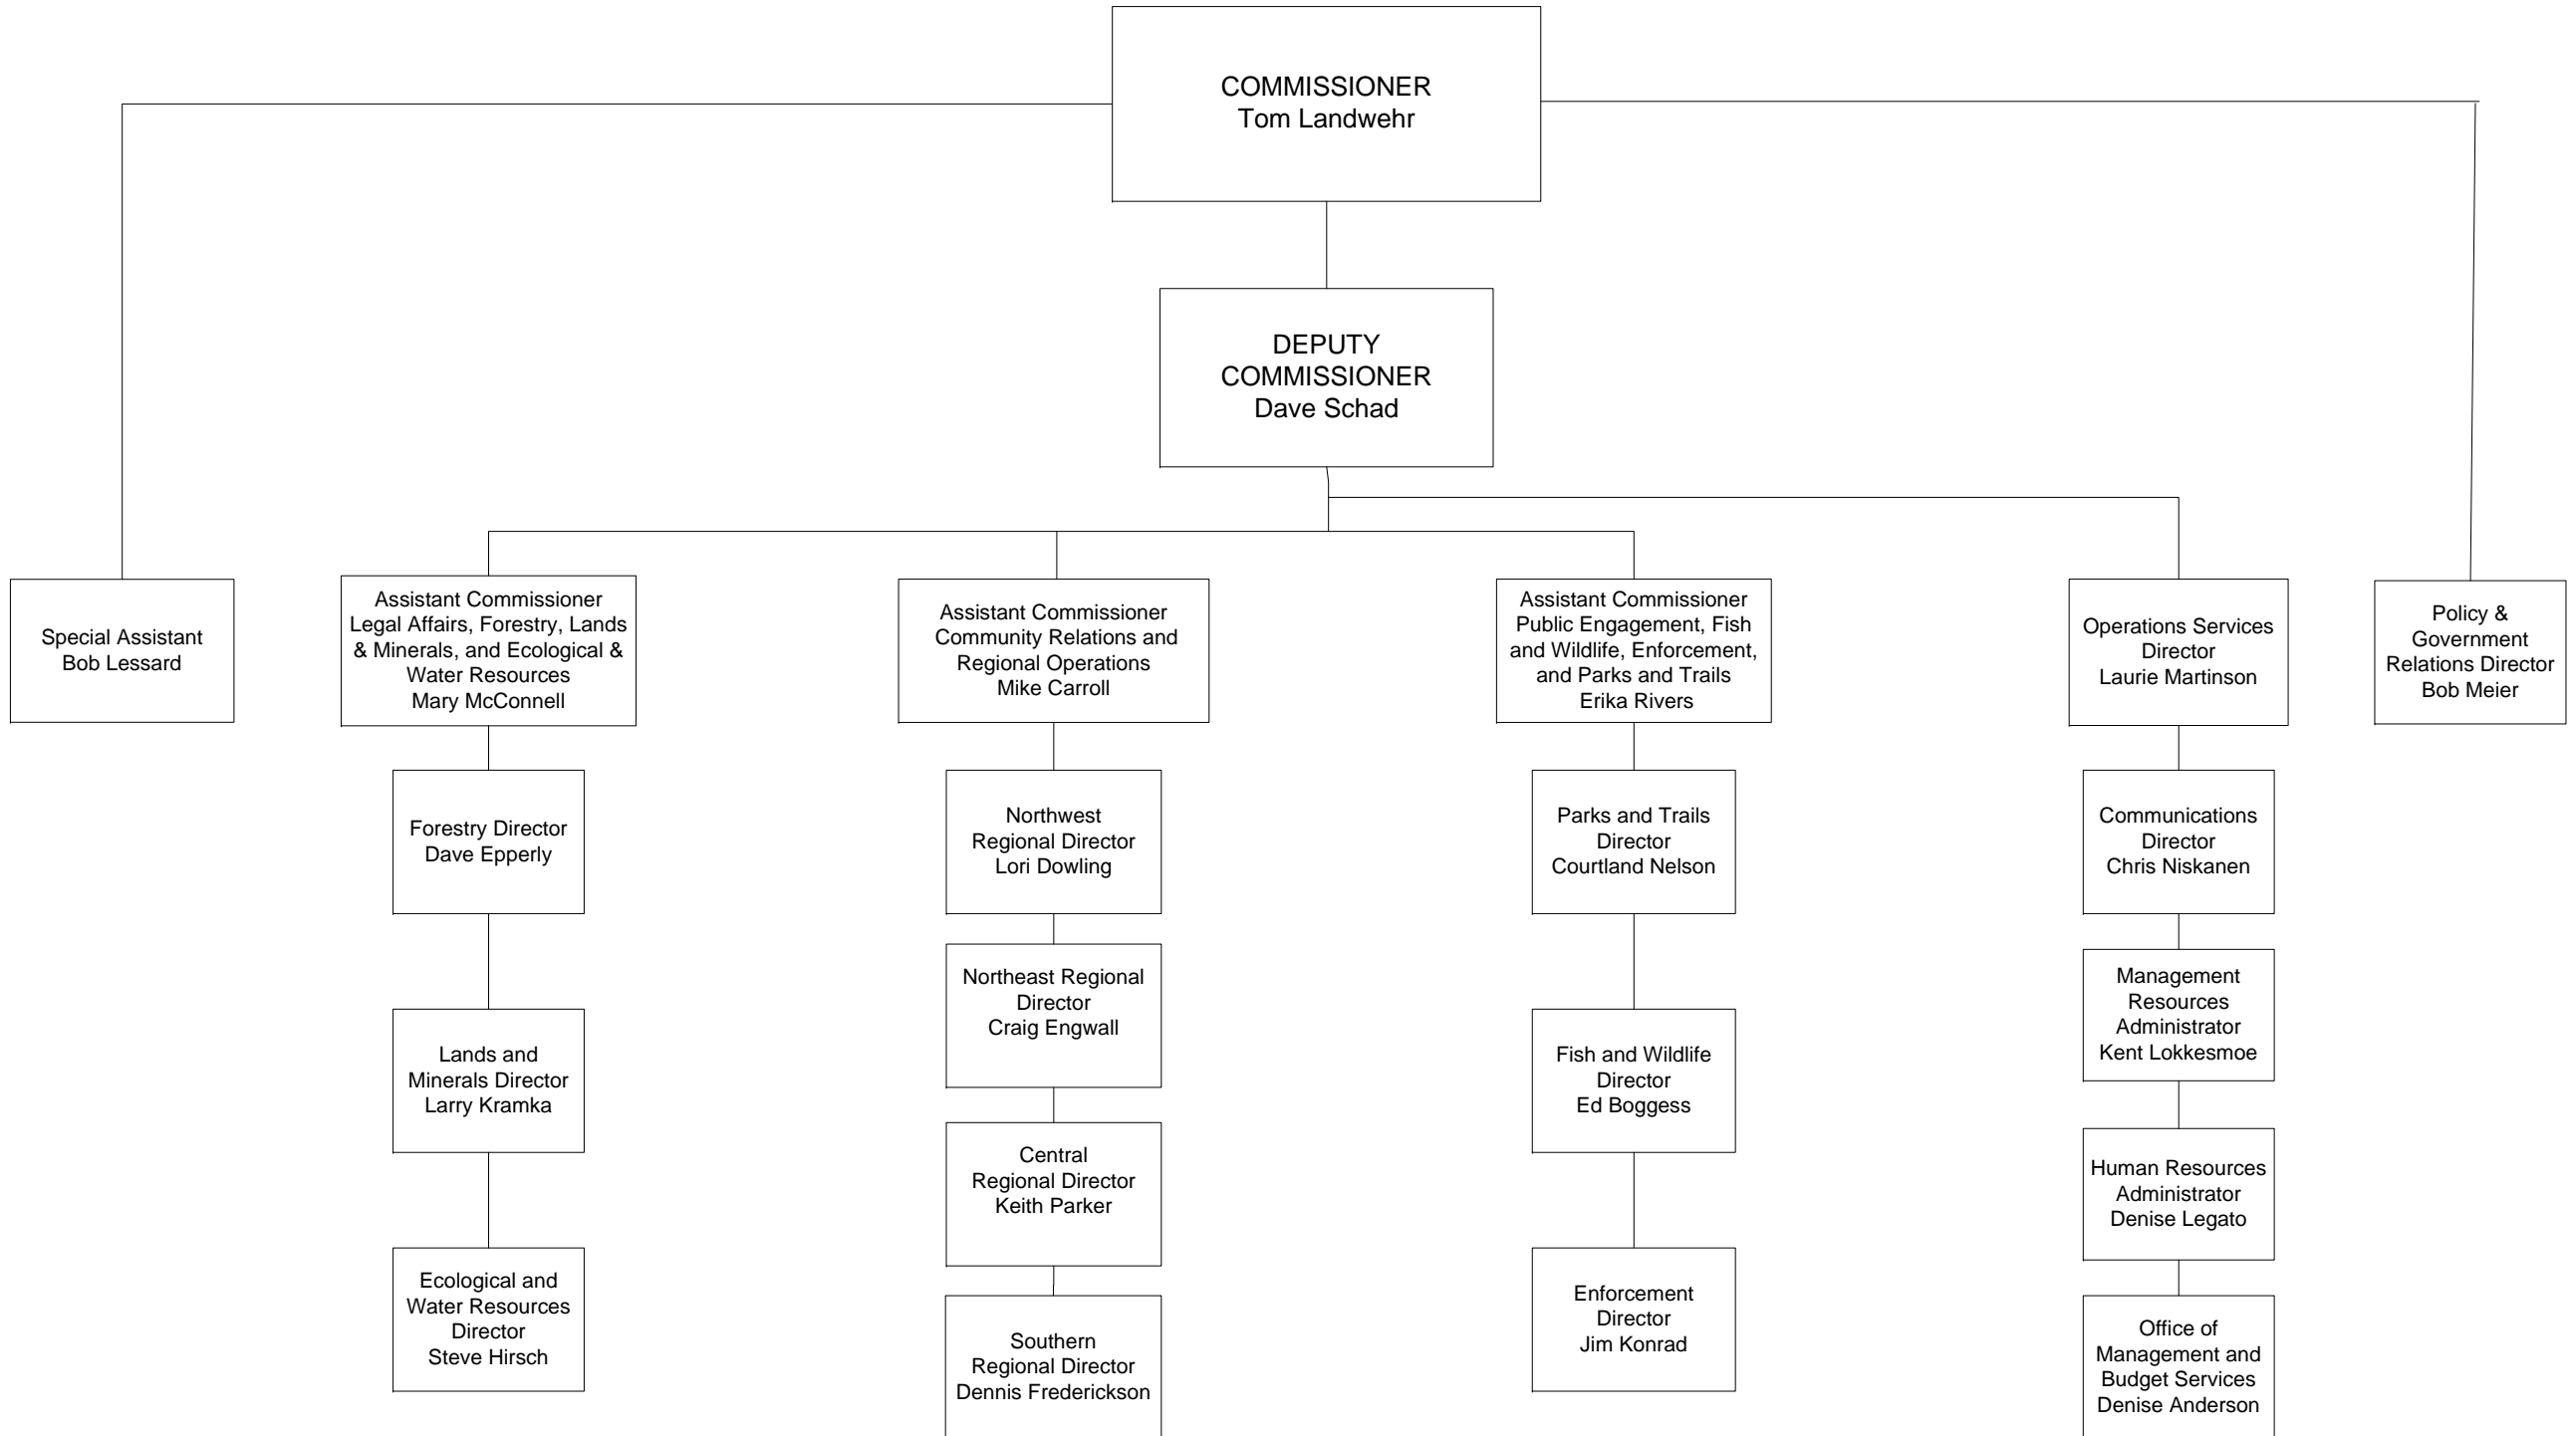 COMMISSIONER
Tom Landwehr
DEPUTY
COMMISSIONER
Dave Schad
Special Assistant
Bob Lessard
Assistant Commissioner
Legal Affairs, Forestry, Lands
& Minerals, and Ecological &
Water Resources
Mary McConnell
Assistant Commissioner
Community Relations and
Regional Operations
Mike Carroll
Assistant Commissioner
Public Engagement, Fish
and Wildlife, Enforcement,
and Parks and Trails
Erika Rivers
Operations Services
Director
Laurie Martinson
Policy &
Government
Relations Director
Bob Meier
Forestry Director
Dave Epperly
Northwest
Regional Director
Lori Dowling
Parks and Trails
Director
Courtland Nelson
Communications
Director
Chris Niskanen
Northeast Regional
Director
Craig Engwall
Management
Resources
Administrator
Kent Lokkesmoe
Lands and
Minerals Director
Larry Kramka
Fish and Wildlife
Director
Ed Boggess
Central
Regional Director
Keith Parker
Human Resources
Administrator
Denise Legato
Ecological and
Water Resources
Director
Steve Hirsch
Enforcement
Director
Jim Konrad
Southern
Regional Director
Dennis Frederickson
Office of
Management and
Budget Services
Denise Anderson